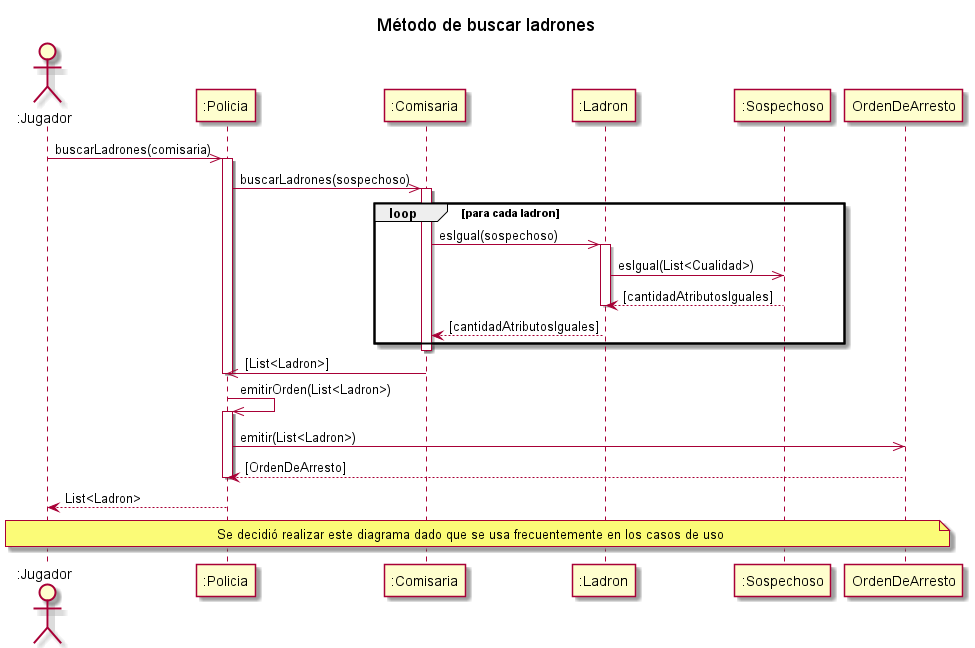 Método de buscar ladrones
:Jugador
:Policia
:Comisaria
:Ladron
:Sospechoso
OrdenDeArresto
buscarLadrones(comisaria)
buscarLadrones(sospechoso)
loop [para cada ladron]
esIgual(sospechoso)
esIgual(List<Cualidad>)
[cantidadAtributosIguales]
[cantidadAtributosIguales]
[List<Ladron>]
emitirOrden(List<Ladron>)
emitir(List<Ladron>)
[OrdenDeArresto]
List<Ladron>
Se decidió realizar este diagrama dado que se usa frecuentemente en los casos de uso
:Jugador
:Policia
:Comisaria
:Ladron
:Sospechoso
OrdenDeArresto